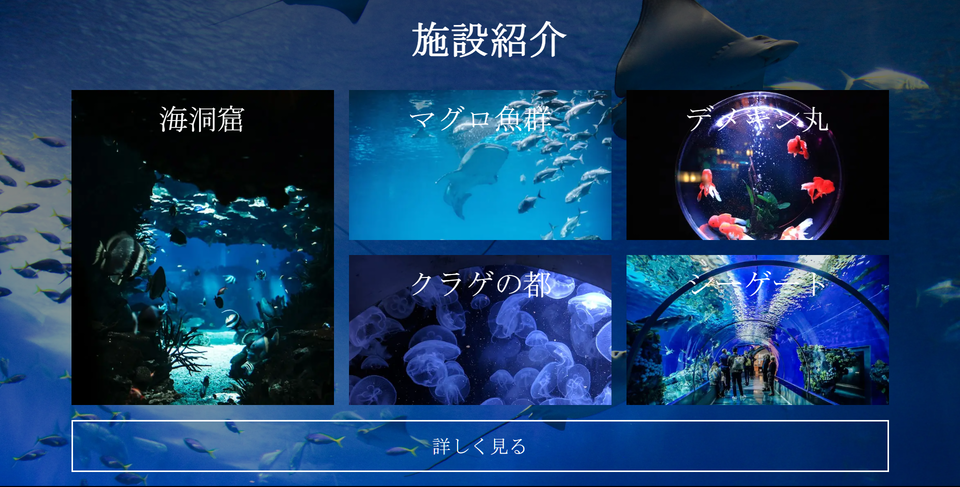 施設紹介
海洞窟
マグロ魚群
デメキン丸
クラゲの都
シーゲート
詳しく見る